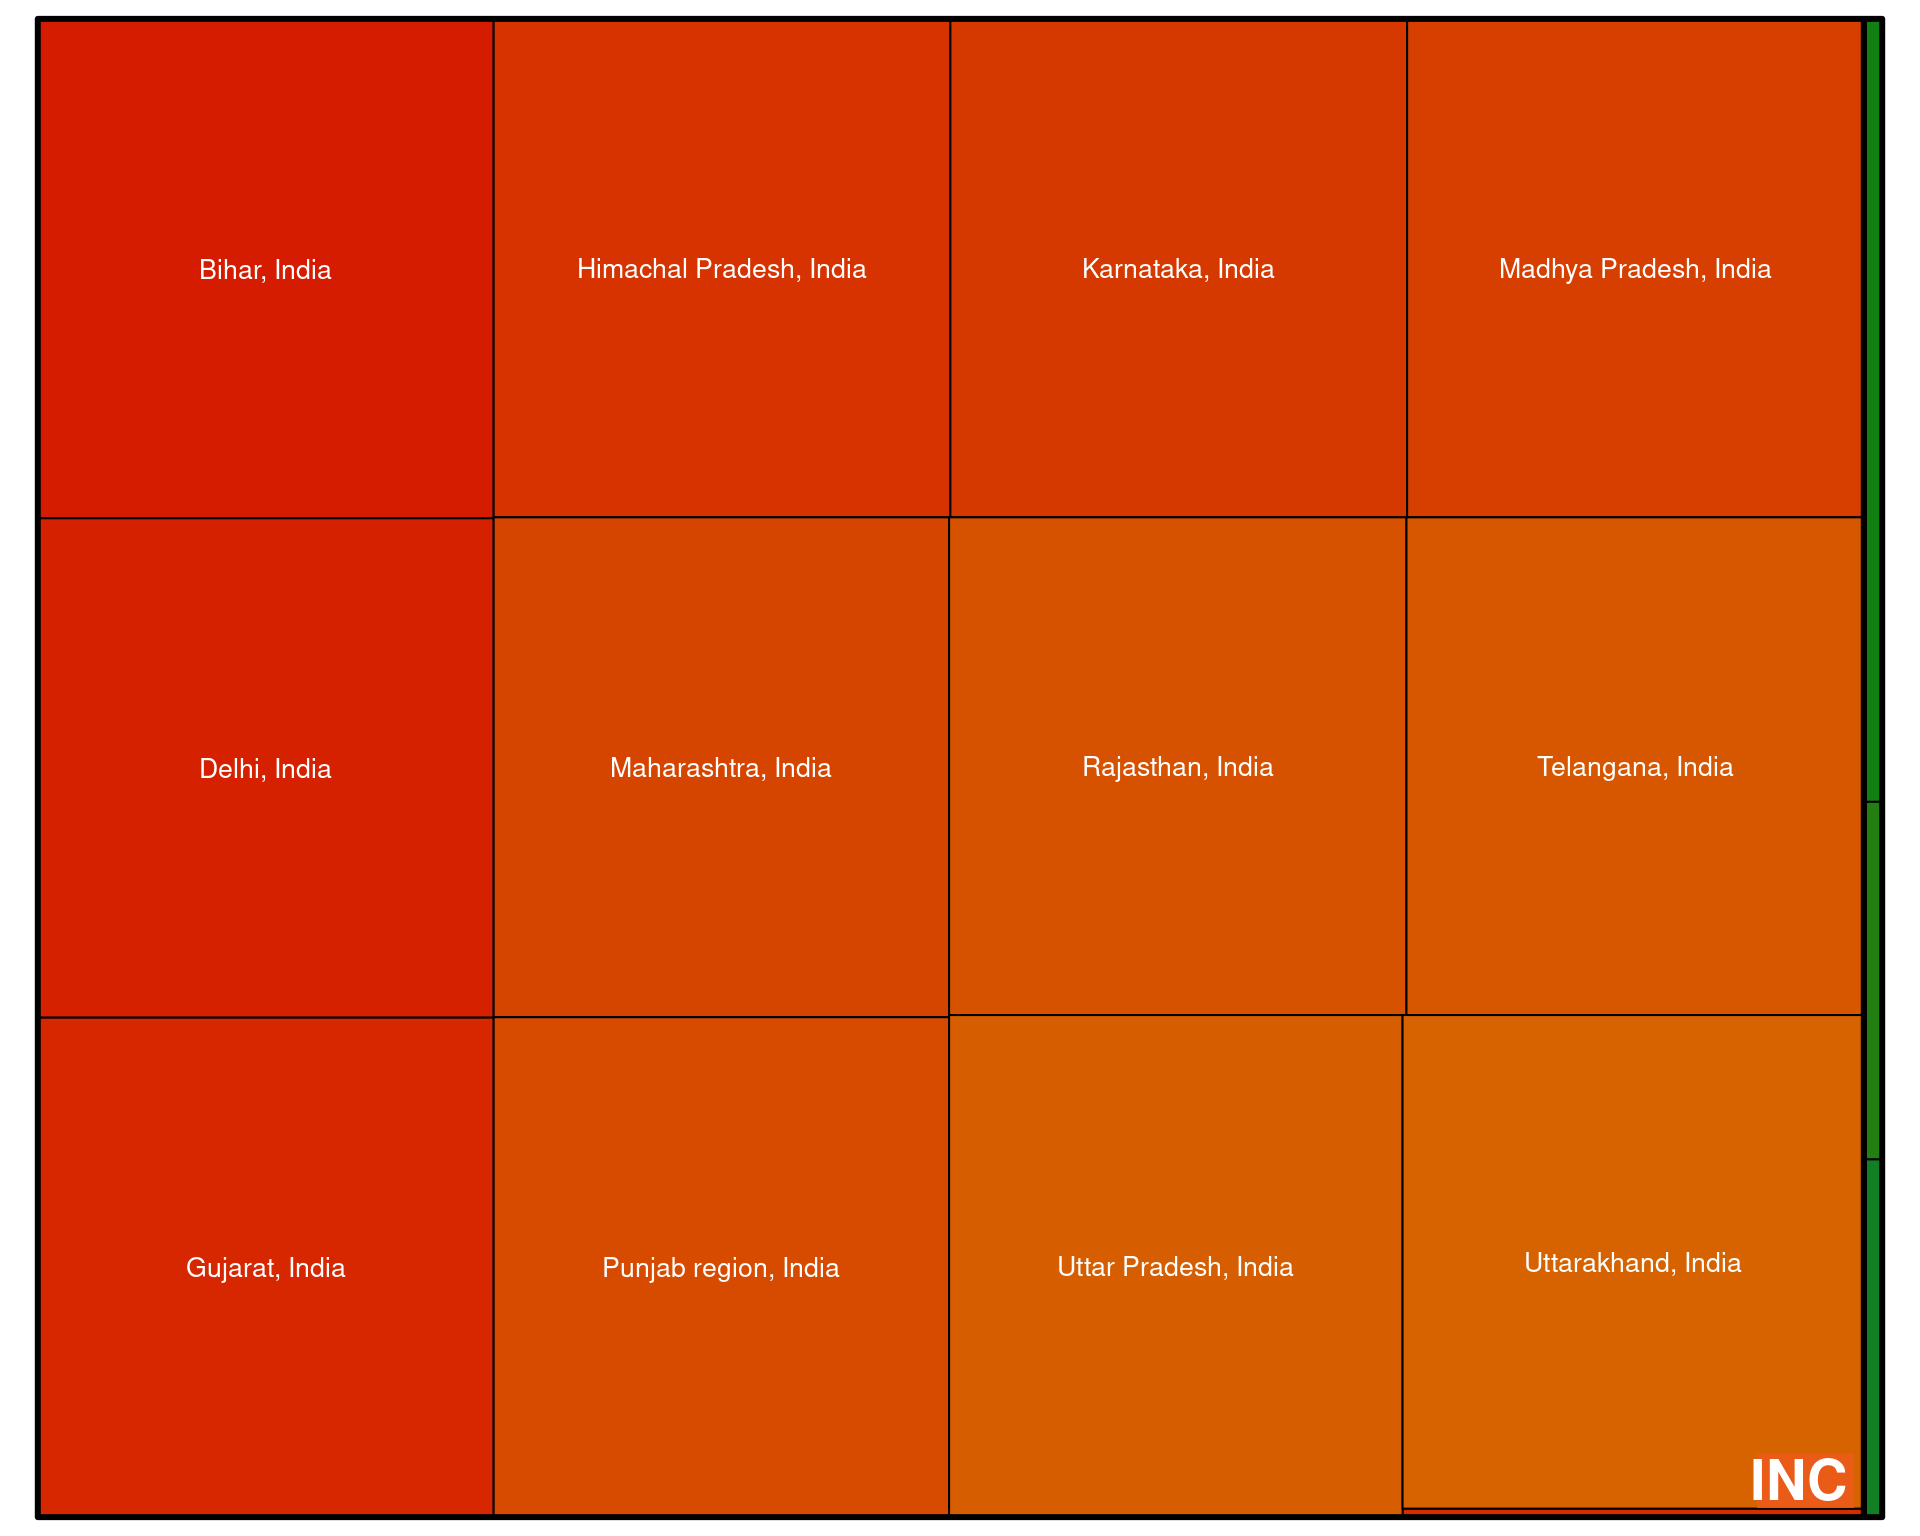 Bihar, India
Himachal Pradesh, India
Karnataka, India
Madhya Pradesh, India
Delhi, India
Maharashtra, India
Rajasthan, India
Telangana, India
Gujarat, India
Punjab region, India
Uttar Pradesh, India
Uttarakhand, India
INC